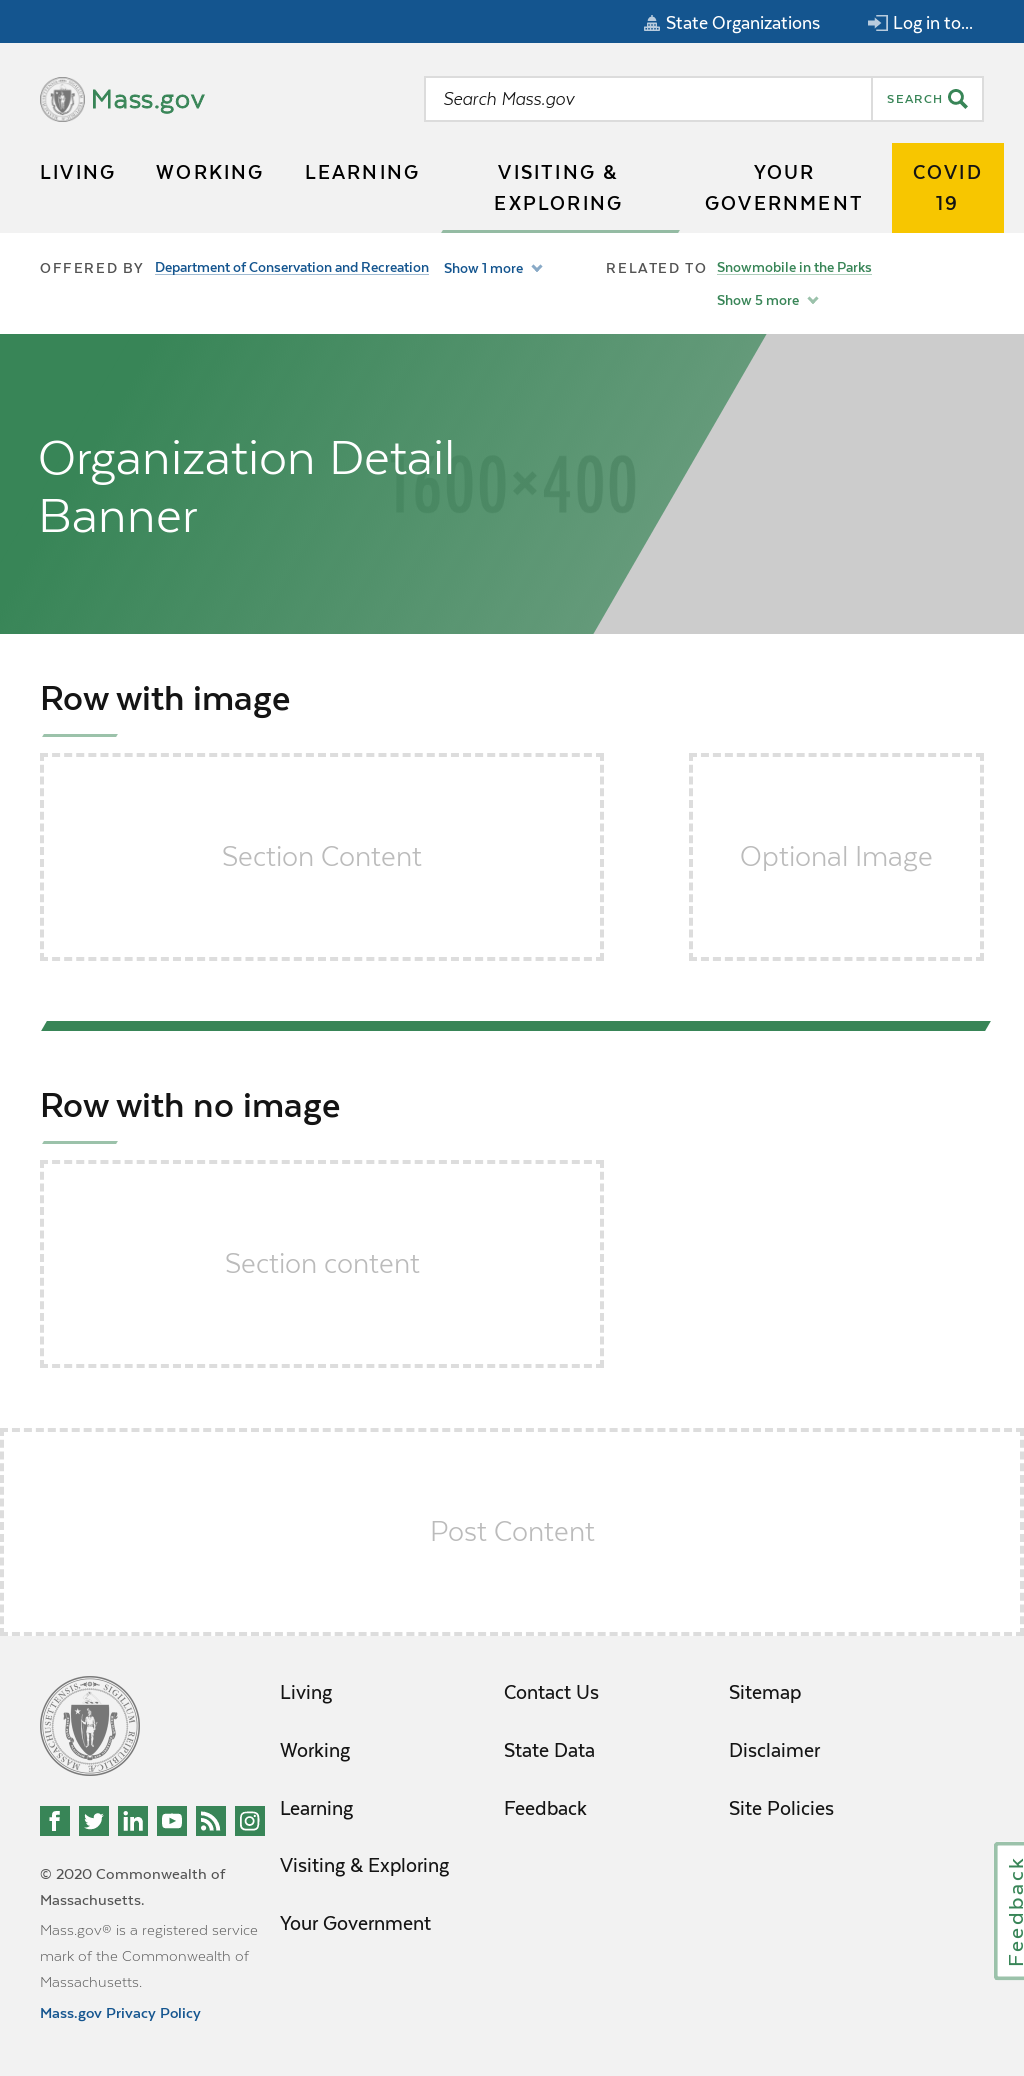 State Organizations
Log in to...
Mass.gov
Search Mass.gov
SEARCH
LIVING
WORKING
LEARNING
VISITING &
EXPLORING
YOUR
GOVERNMENT
COVID
19
OFFERED BY
Department of Conservation and Recreation
Show 1 more
RELATED TO
Snowmobile in the Parks
Show 5 more
Organization Detail
Banner
1600×400
Row with image
Section Content
Optional Image
Row with no image
Section content
Post Content
Living
Working
Learning
Visiting & Exploring
Your Government
Contact Us
State Data
Feedback
Sitemap
Disclaimer
Site Policies
© 2020 Commonwealth of
Massachusetts.
Mass.gov® is a registered service
mark of the Commonwealth of
Massachusetts.
Mass.gov Privacy Policy
Feedback